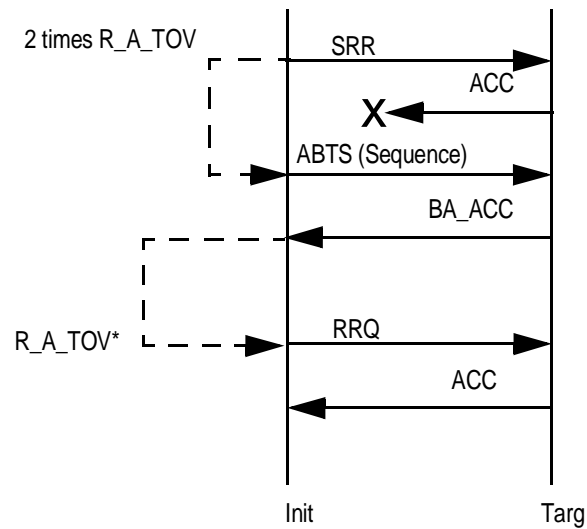 2 times R_A_TOV
SRR
ACC
X
ABTS (Sequence)
BA_ACC
R_A_TOV*
RRQ
ACC
Init
Targ